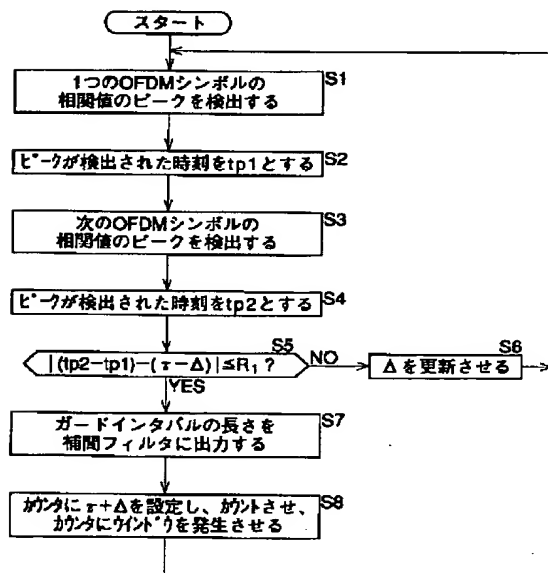 スタート
1つのOFDMシンボルの
相関値のピークを検出する
S1
ピークが検出された時刻をtp1とする
S2
次のOFDMシンボルの
相関値のピークを検出する
S3
ピークが検出された時刻をtp2とする
S4
|(tp2−tp1)−(τ−Δ)|≤R₁?
S5
NO
Δを更新させる
S6
YES
ガードインタバルの長さを
補間フィルタに出力する
S7
カウンタにτ+Δを設定し、カウントさせ、
カウンタにウインドウを発生させる
S8